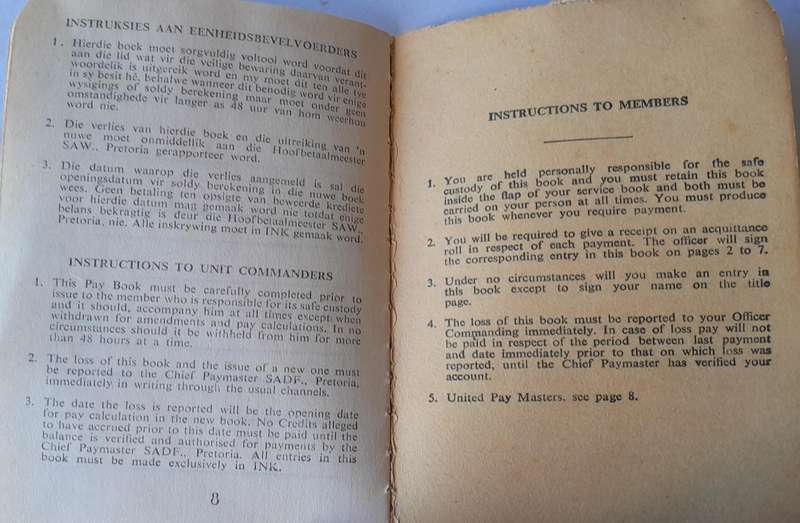 INSTRUKSIES AAN EENHEIDSBEVELVOERDERS
1. Hierdie boek moet sorgvuldig voltooi word voordat dit
aan die lid wat vir die veilige bewaring daarvan verant-
woordelik is uitgereik word en my moet dit ten alle tye
in sy besit hê, behalwe wanneer dit benodig word vir enige
wysigings of soldy berekening maar moet onder geen
omstandighede vir langer as 48 uur van hom weerhou
word nie.
2. Die verlies van hierdie boek en die uitreiking van 'n
nuwe moet onmiddellik aan die Hoofbetaalmeester
SAW., Pretoria gerapporteer word.
3. Die datum waarop die verlies aangemeld is sal die
openingsdatum vir soldy berekening in die nuwe boek
wees. Geen betaling ten opsigte van beweerde krediete
voor hierdie datum mag gemaak word nie totdat enige
belans bekragtig is deur die Hoofbetaalmeester SAW.,
Pretoria, nie. Alle inskrywing moet in INK gemaak word.
INSTRUCTIONS TO UNIT COMMANDERS
1. This Pay Book must be carefully completed prior to
issue to the member who is responsible for its safe custody
and it should, accompany him at all times except when
withdrawn for amendments and pay calculations. In no
circumstances should it be withheld from him for more
than 48 hours at a time.
2. The loss of this book and the issue of a new one must
be reported to the Chief Paymaster SADF., Pretoria,
immediately in writing through the usual channels.
3. The date the loss is reported will be the opening date
for pay calculation in the new book. No Credits alleged
to have accrued prior to this date must be paid until the
balance is verified and authorised for payments by the
Chief Paymaster SADF., Pretoria. All entries in this
book must be made exclusively in INK.
8
INSTRUCTIONS TO MEMBERS
1. You are held personally responsible for the safe
custody of this book and you must retain this book
inside the flap of your service book and both must be
carried on your person at all times. You must produce
this book whenever you require payment.
2. You will be required to give a receipt on an acquittance
roll in respect of each payment. The officer will sign
the corresponding entry in this book on pages 2 to 7.
3. Under no circumstances will you make an entry in
this book except to sign your name on the title
page.
4. The loss of this book must be reported to your Officer
Commanding immediately. In case of loss pay will not
be paid in respect of the period between last payment
and date immediately prior to that on which loss was
reported, until the Chief Paymaster has verified your
account.
5. United Pay Masters. see page 8.